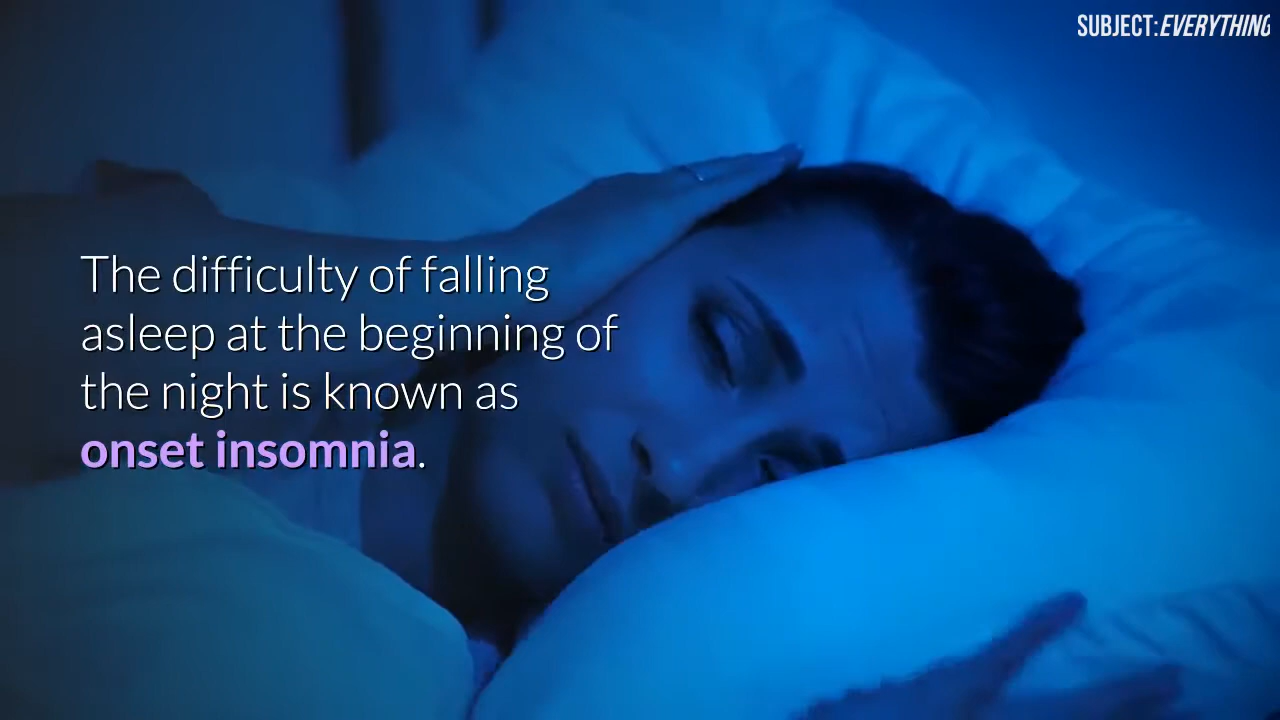 SUBJECT:EVERYTHING
The difficulty of falling
asleep at the beginning of
the night is known as
onset insomnia.